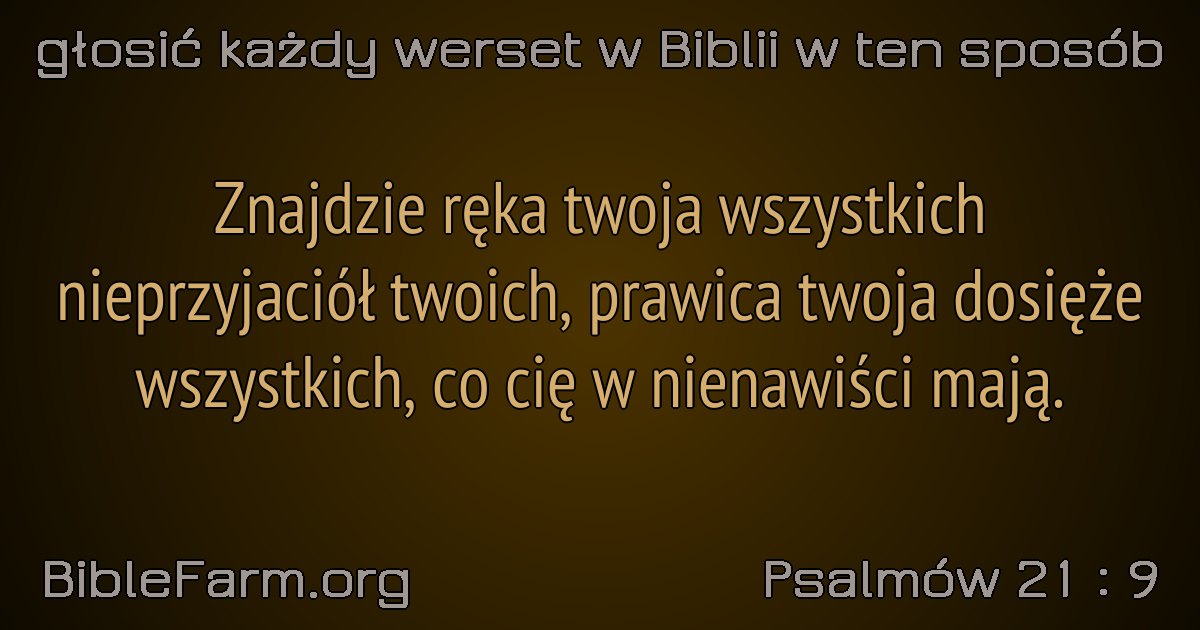 głosić każdy werset w Biblii w ten sposób
Znajdzie ręka twoja wszystkich
nieprzyjaciół twoich, prawica twoja dosięże
wszystkich, co cię w nienawiści mają.
BibleFarm.org
Psalmów 21 : 9